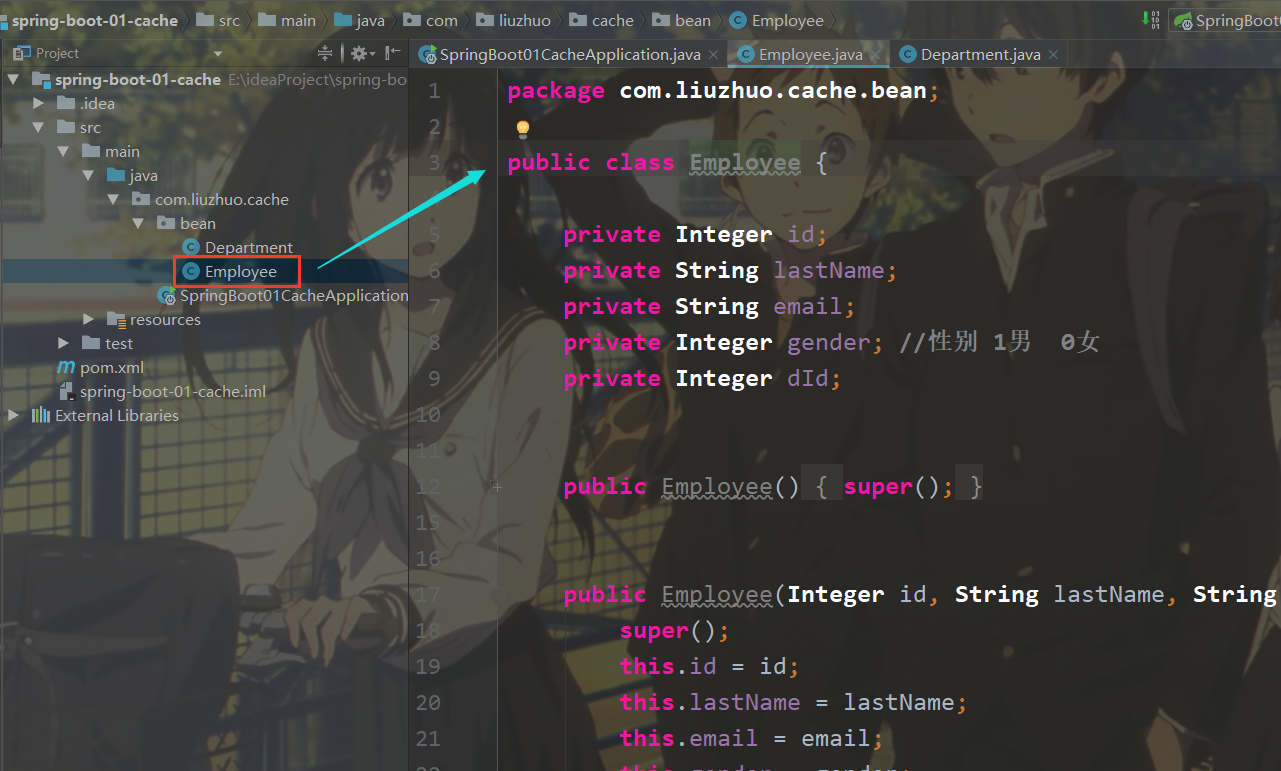 spring-boot-01-cache src main java com liuzhuo cache bean Employee SpringBoot
Project
SpringBoot01CacheApplication.java Employee.java Department.java
spring-boot-01-cache E:\ideaProject\spring-bo
.idea
src
main
java
com.liuzhuo.cache
bean
Department
Employee
SpringBoot01CacheApplication
resources
test
pom.xml
spring-boot-01-cache.iml
External Libraries
1 package com.liuzhuo.cache.bean;
2
3 public class Employee {
5 private Integer id;
6 private String lastName;
7 private String email;
8 private Integer gender; //性别 1男 0女
9 private Integer dId;
10
11
12 public Employee() { super(); }
15
16
17 public Employee(Integer id, String lastName, String
18 super();
19 this.id = id;
20 this.lastName = lastName;
21 this.email = email;